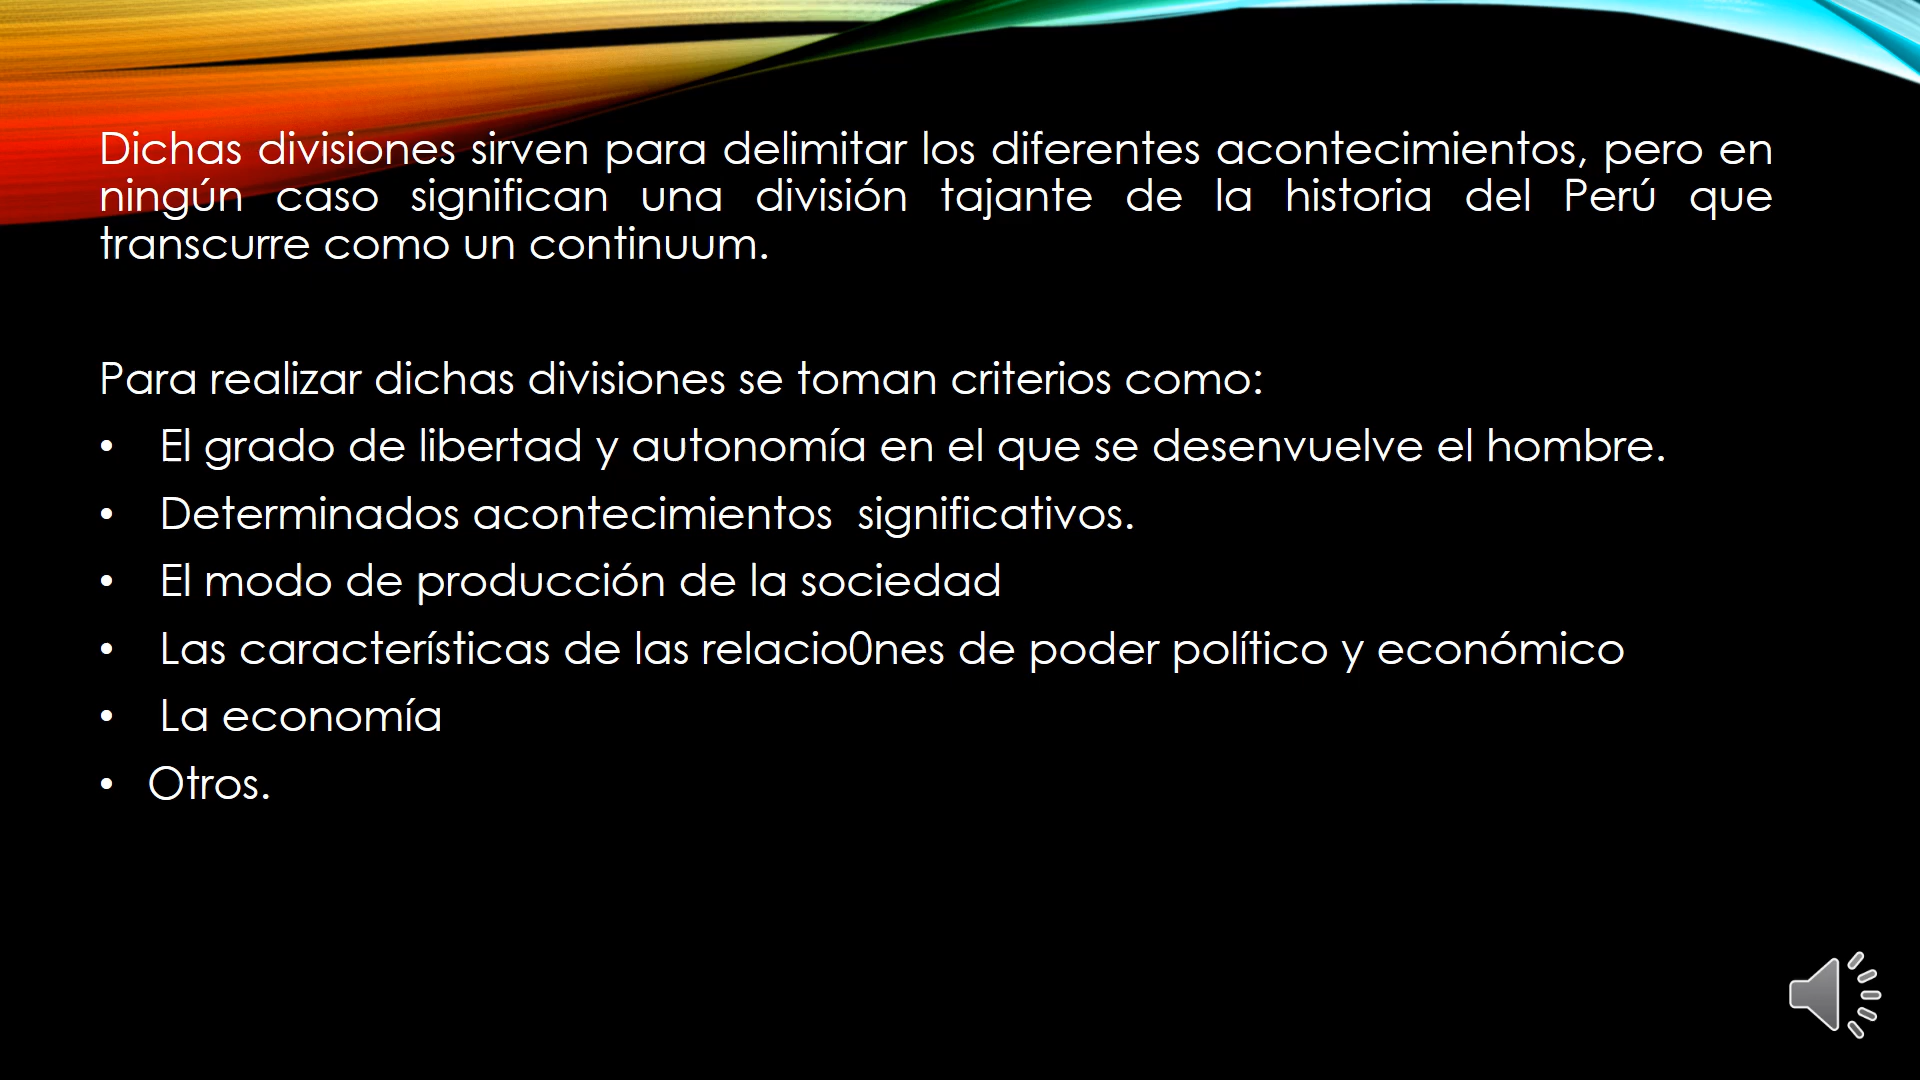 Dichas divisiones sirven para delimitar los diferentes acontecimientos, pero en
ningún caso significan una división tajante de la historia del Perú que
transcurre como un continuum.
Para realizar dichas divisiones se toman criterios como:
• El grado de libertad y autonomía en el que se desenvuelve el hombre.
• Determinados acontecimientos  significativos.
• El modo de producción de la sociedad
• Las características de las relacio0nes de poder político y económico
• La economía
• Otros.